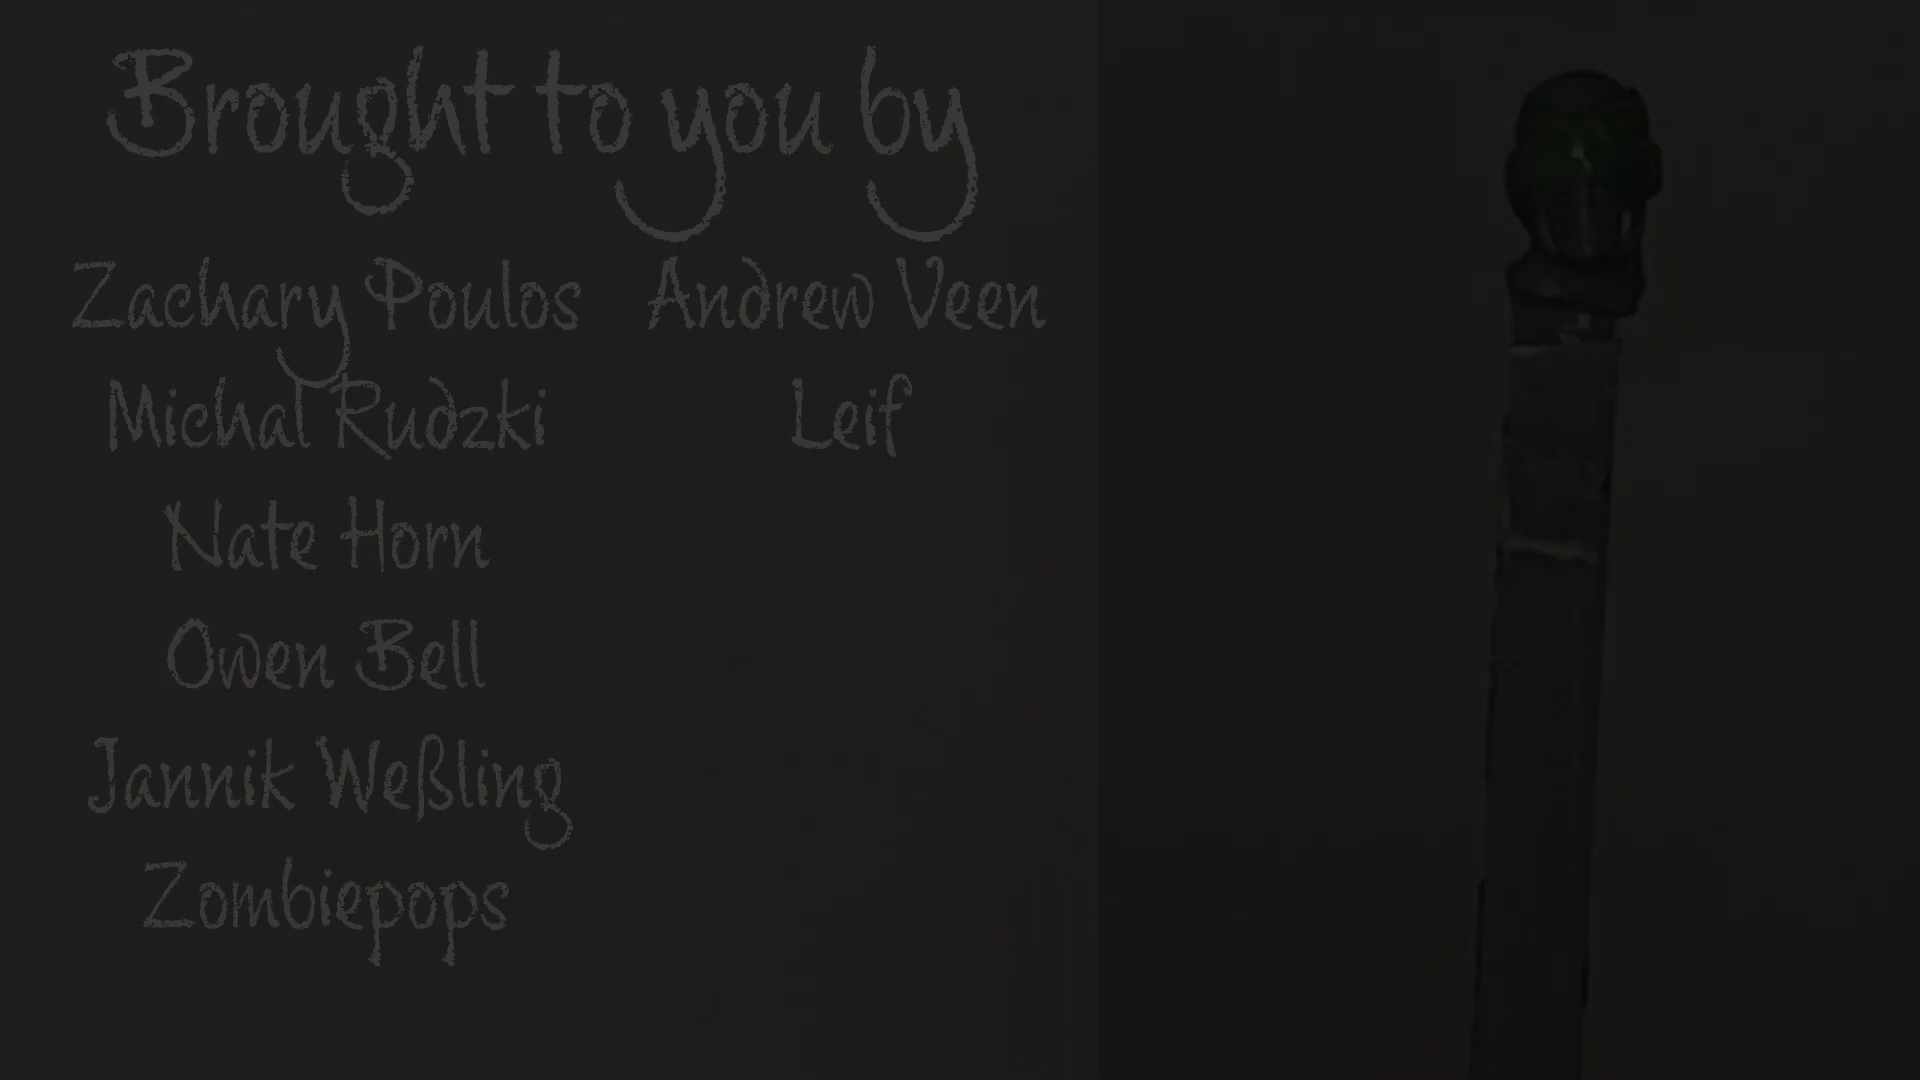 Brought to you by
Zachary Poulos
Michal Rudzki
Nate Horn
Owen Bell
Jannik Weßling
Zombiepops
Andrew Veen
Leif